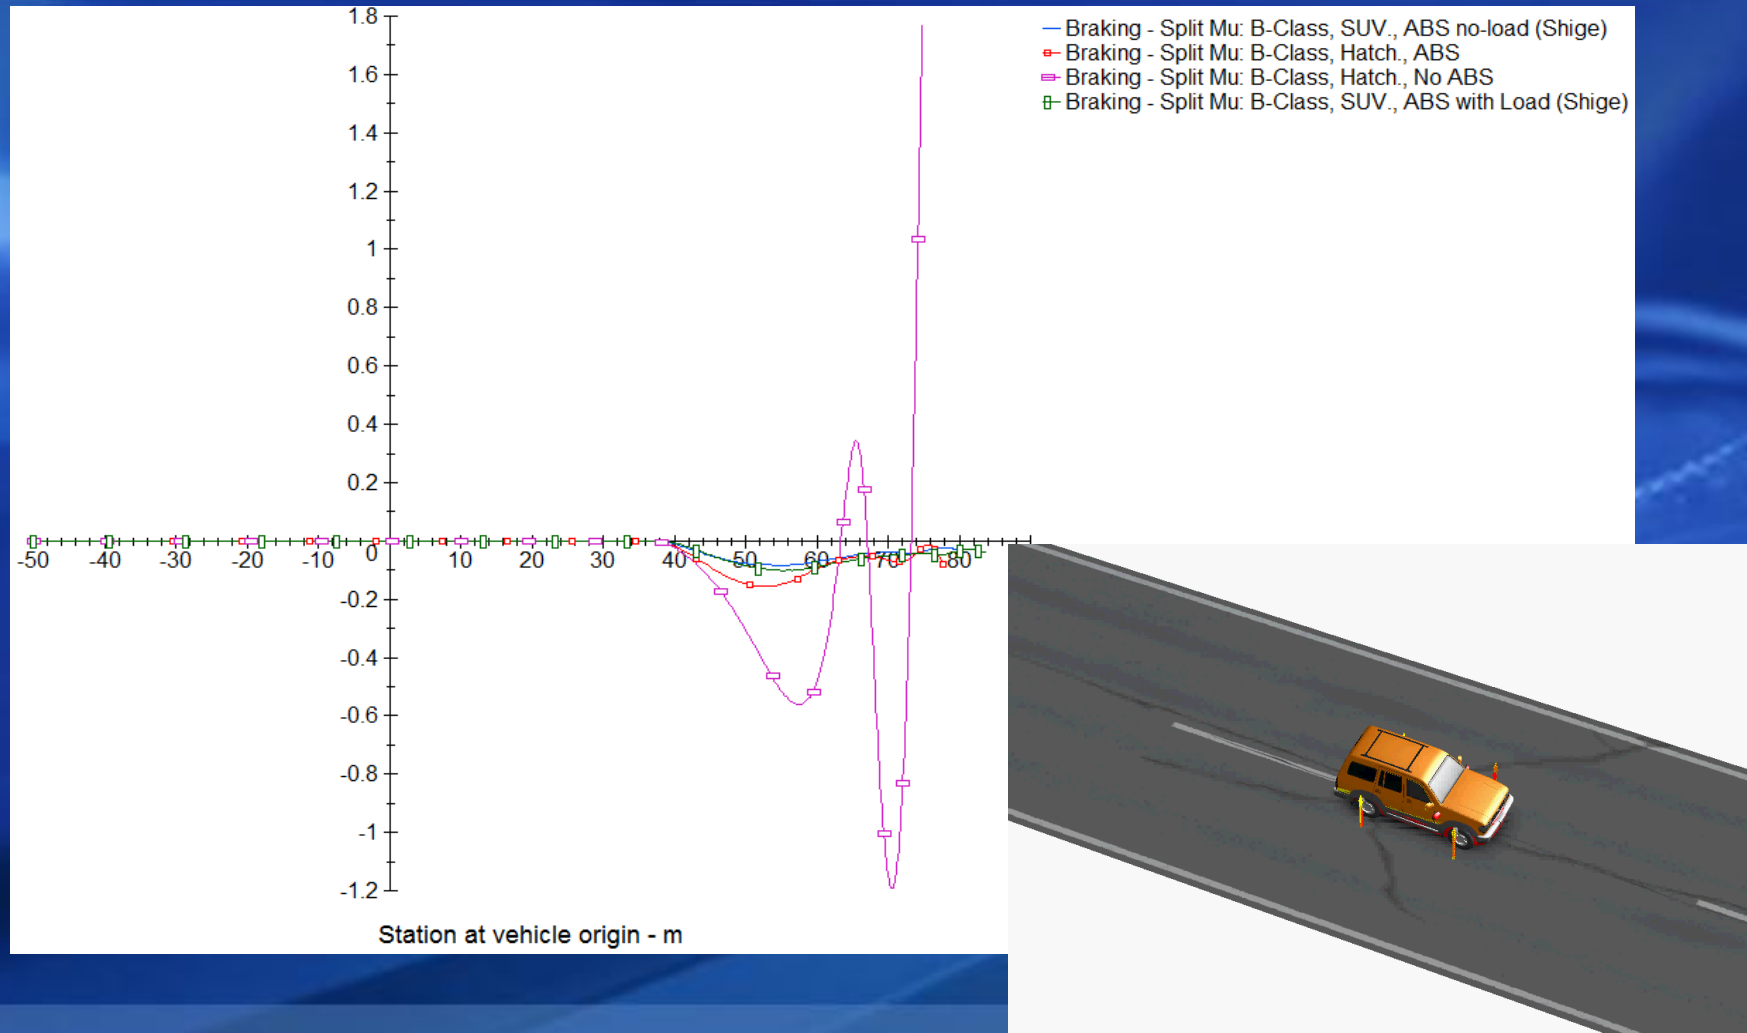 1.8
1.6
1.4
1.2
1
0.8
0.6
0.4
0.2
0
-0.2
-0.4
-0.6
-0.8
-1
-1.2
-50 -40 -30 -20 -10 10 20 30 40 50 60 70 80
Station at vehicle origin - m
Braking - Split Mu: B-Class, SUV., ABS no-load (Shige)
Braking - Split Mu: B-Class, Hatch., ABS
Braking - Split Mu: B-Class, Hatch., No ABS
Braking - Split Mu: B-Class, SUV., ABS with Load (Shige)